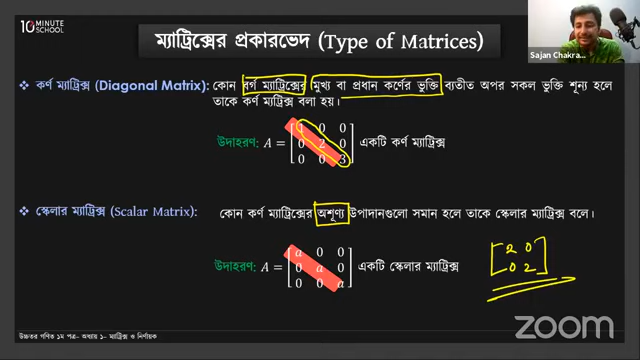 10 MINUTE SCHOOL
ম্যাট্রিক্সের প্রকারভেদ (Type of Matrices)
Sajan Chakra...
❖ কর্ণ ম্যাট্রিক্স (Diagonal Matrix): কোন বর্গ ম্যাট্রিক্সের মুখ্য বা প্রধান কর্ণের ভুক্তি ব্যতীত অপর সকল ভুক্তি শূন্য হলে
তাকে কর্ণ ম্যট্রিক্স বলা হয়।
1 0 0
উদাহরণ: A = 0 2 0 একটি কর্ণ ম্যাট্রিক্স
0 0 3
❖ স্কেলার ম্যাট্রিক্স (Scalar Matrix): কোন কর্ণ ম্যাট্রিক্সের অশূণ্য উপাদানগুলো সমান হলে তাকে স্কেলার ম্যাট্রিক্স বলে।
a 0 0
উদাহরণ: A = 0 a 0 একটি স্কেলার ম্যাট্রিক্স
0 0 a
2 0
0 2
zoom
উচ্চতর গণিত ১ম পত্র- অধ্যায় ১- ম্যাট্রিক্স ও নির্ণায়ক